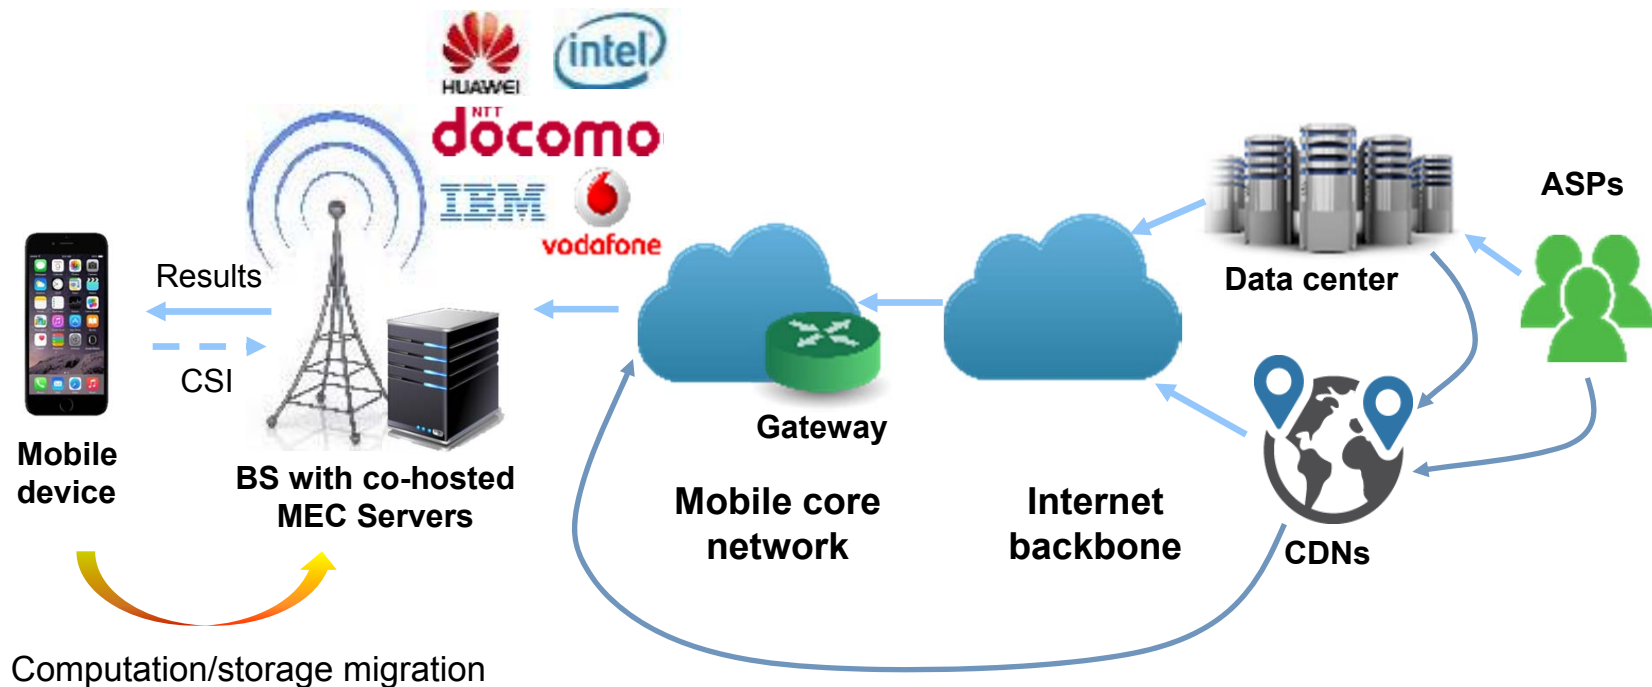 HUAWEI
intel
NTT
docomo
IBM
vodafone
ASPs
Results
Data center
CSI
Gateway
Mobile
device
BS with co-hosted
MEC Servers
Mobile core
network
Internet
backbone
CDNs
Computation/storage migration